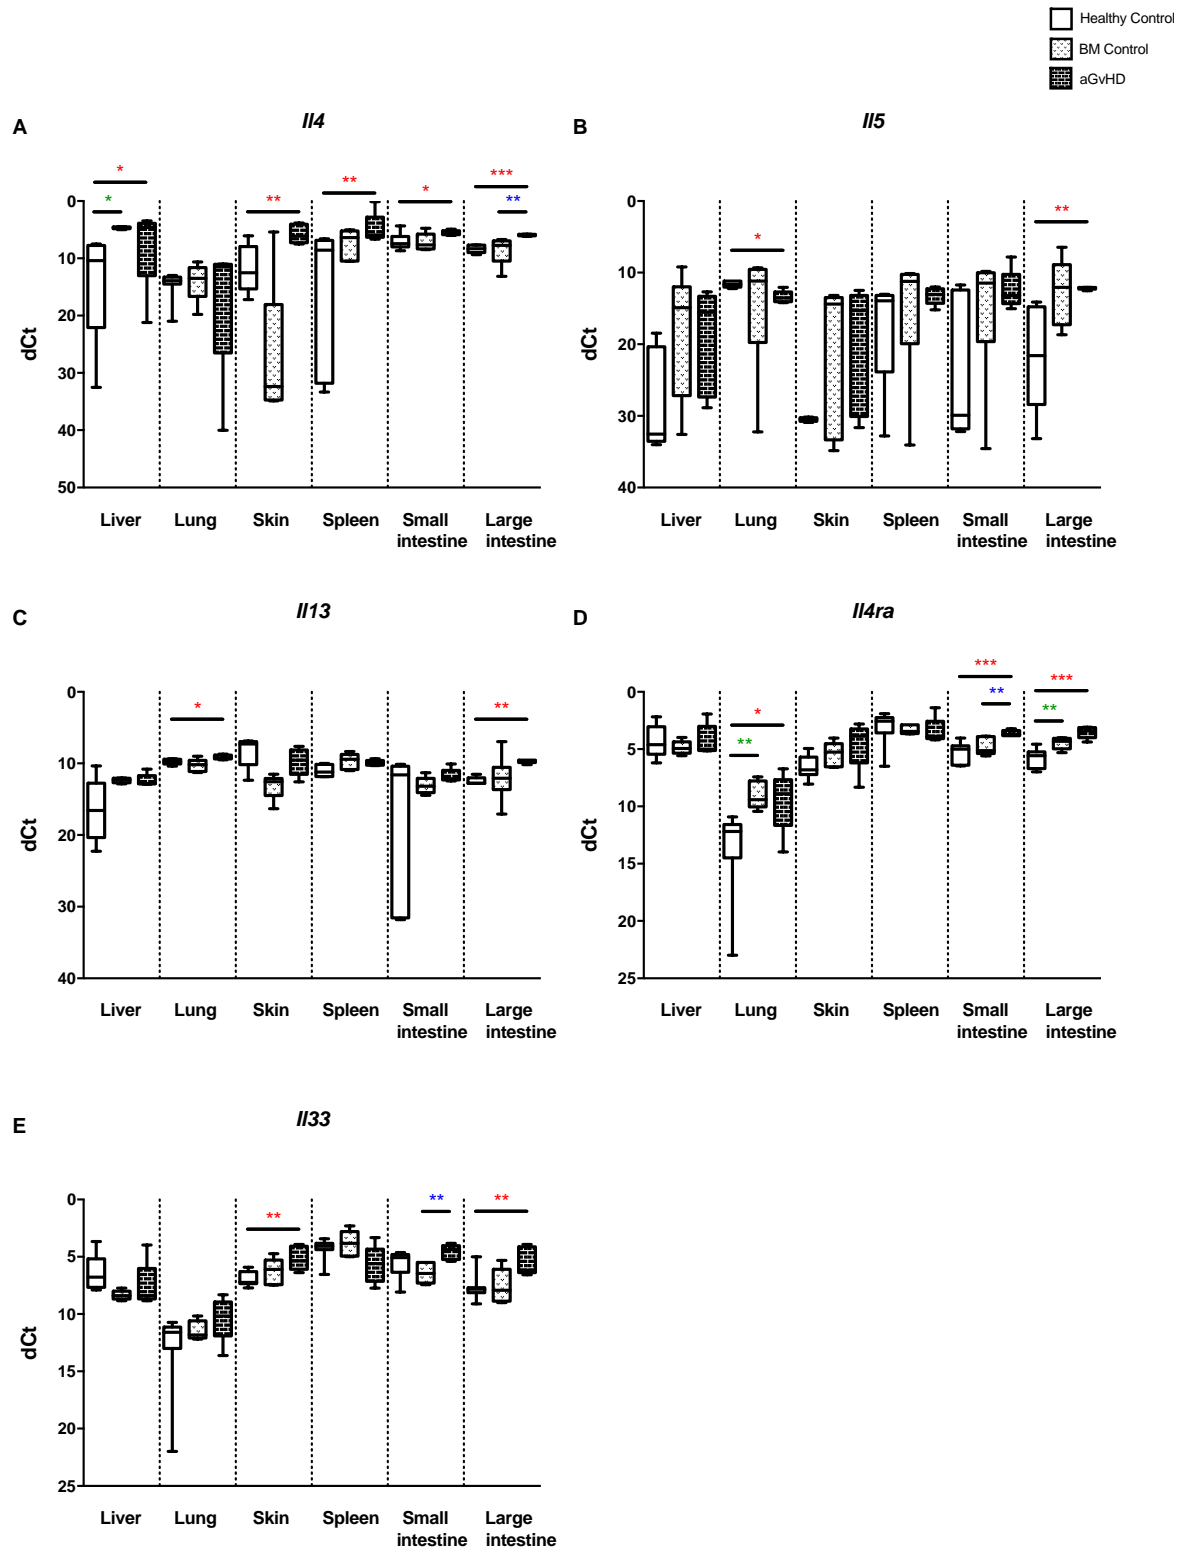 Healthy Control
BM Control
aGvHD
A
Il4
* * ** ** * *** **
dCt
0
10
20
30
40
50
Liver Lung Skin Spleen Small intestine Large intestine
B
Il5
* **
dCt
0
10
20
30
40
Liver Lung Skin Spleen Small intestine Large intestine
C
Il13
* **
dCt
0
10
20
30
40
Liver Lung Skin Spleen Small intestine Large intestine
D
Il4ra
* ** *** ** *** **
dCt
0
5
10
15
20
25
Liver Lung Skin Spleen Small intestine Large intestine
E
Il33
** ** **
dCt
0
5
10
15
20
25
Liver Lung Skin Spleen Small intestine Large intestine